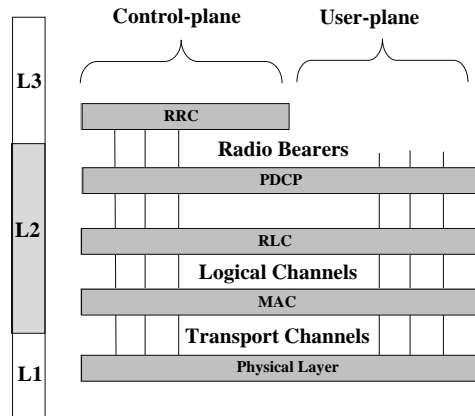 Control-plane
User-plane
L3
RRC
Radio Bearers
PDCP
L2
RLC
Logical Channels
MAC
Transport Channels
L1
Physical Layer